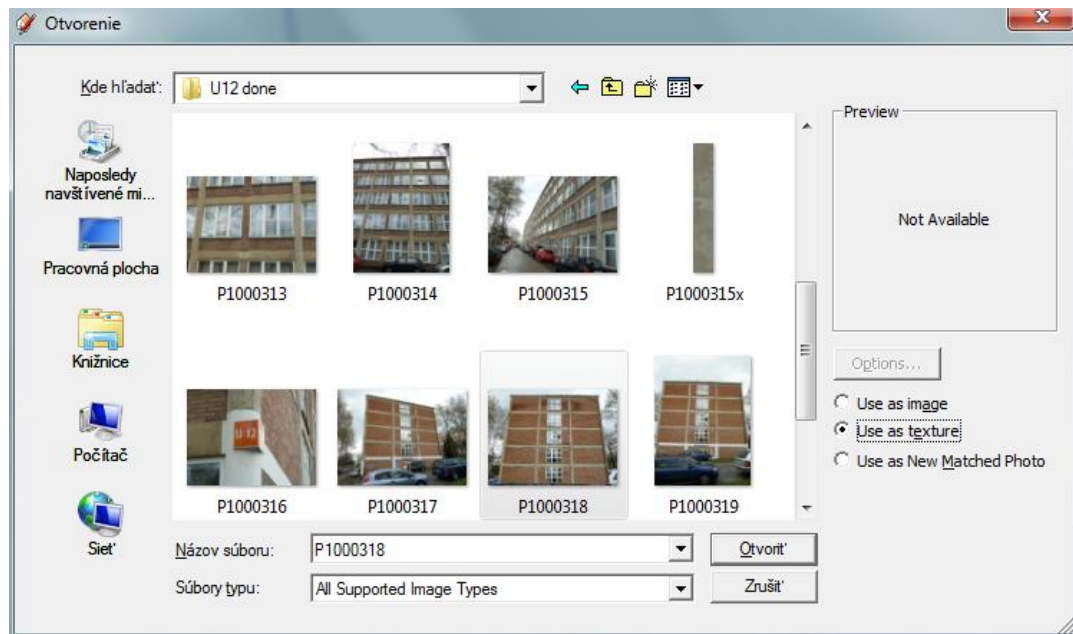 Otvorenie
Kde hľadať:
U12 done
Naposledy
navštívené mi...
Pracovná plocha
Knižnice
Počítač
Sieť
P1000313
P1000314
P1000315
P1000315x
U 12
P1000316
P1000317
P1000318
P1000319
Názov súboru:
P1000318
Otvoriť
Súbory typu:
All Supported Image Types
Zrušiť
Preview
Not Available
Options...
Use as image
Use as texture
Use as New Matched Photo